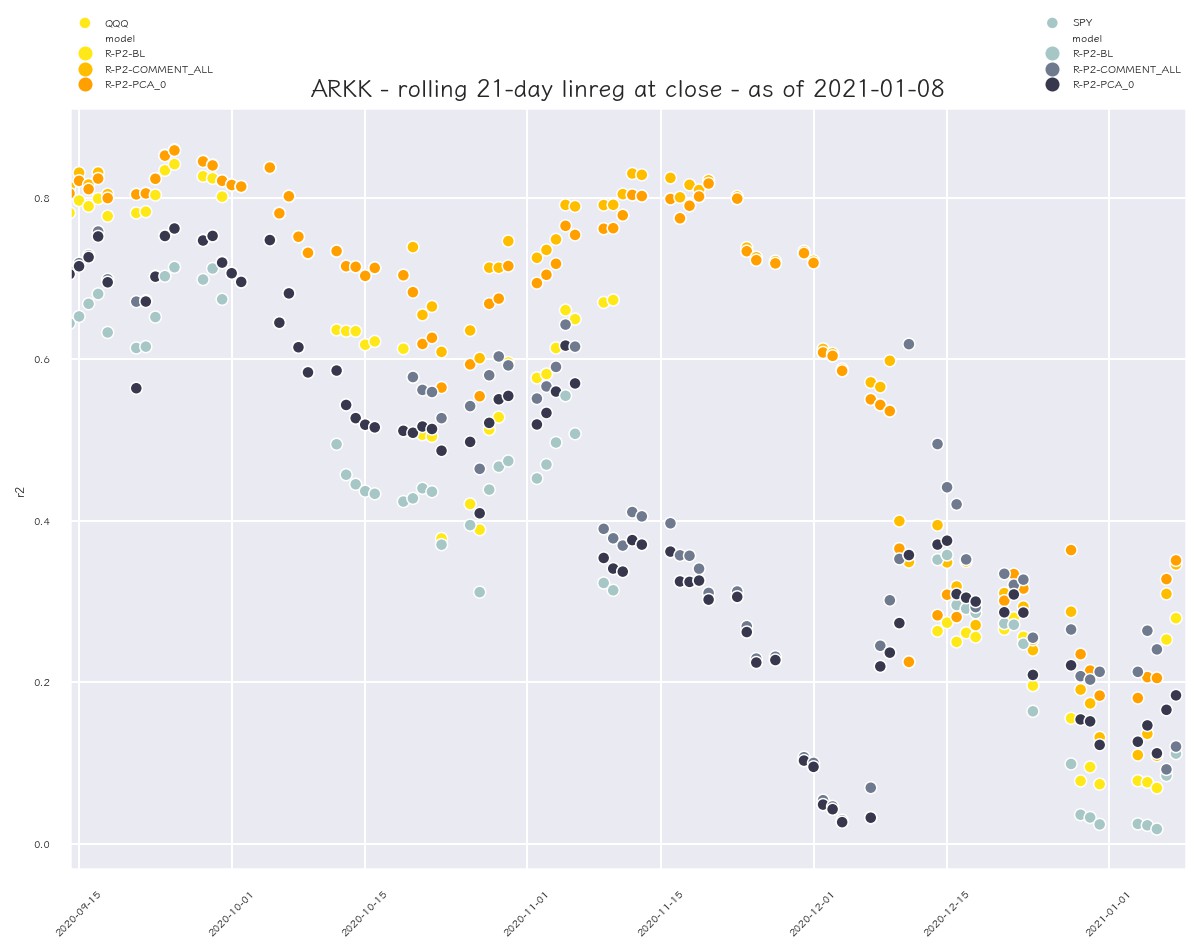 QQQ
model
R-P2-BL
R-P2-COMMENT_ALL
R-P2-PCA_0
SPY
model
R-P2-BL
R-P2-COMMENT_ALL
R-P2-PCA_0
ARKK - rolling 21-day linreg at close - as of 2021-01-08
r2
0.8
0.6
0.4
0.2
0.0
2020-09-15
2020-10-01
2020-10-15
2020-11-01
2020-11-15
2020-12-01
2020-12-15
2021-01-01